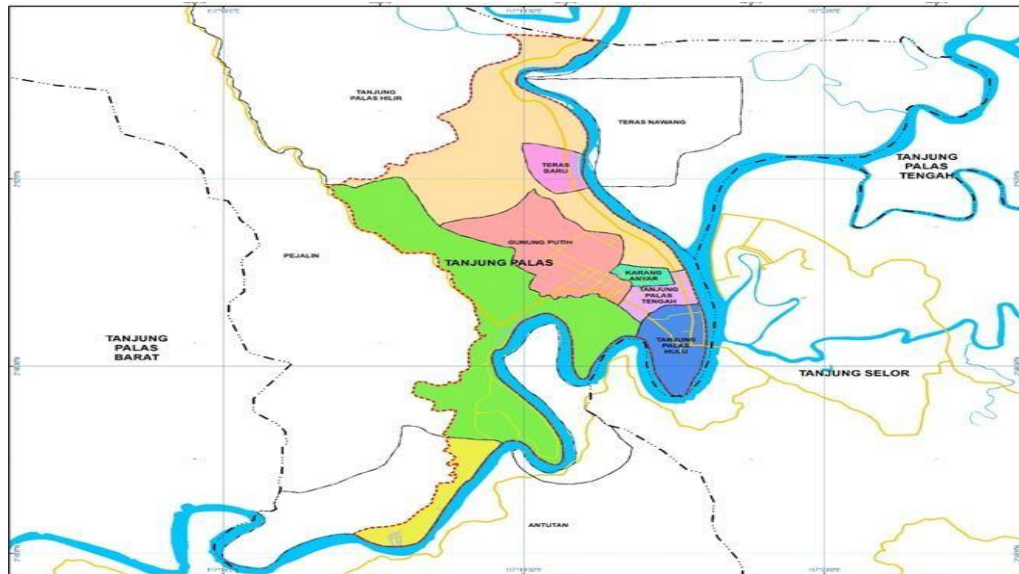 TANJUNG
PALAS HILIR
TERAS NAWANG
TERAS
BARU
TANJUNG
PALAS
TENGAH
GUNUNG PUTIH
PEJALIN
TANJUNG PALAS
KARANG
ANYAR
TANJUNG
PALAS
TENGAH
TANJUNG
PALAS
BARAT
TANJUNG
PALAS
HULU
TANJUNG SELOR
ANTUTAN